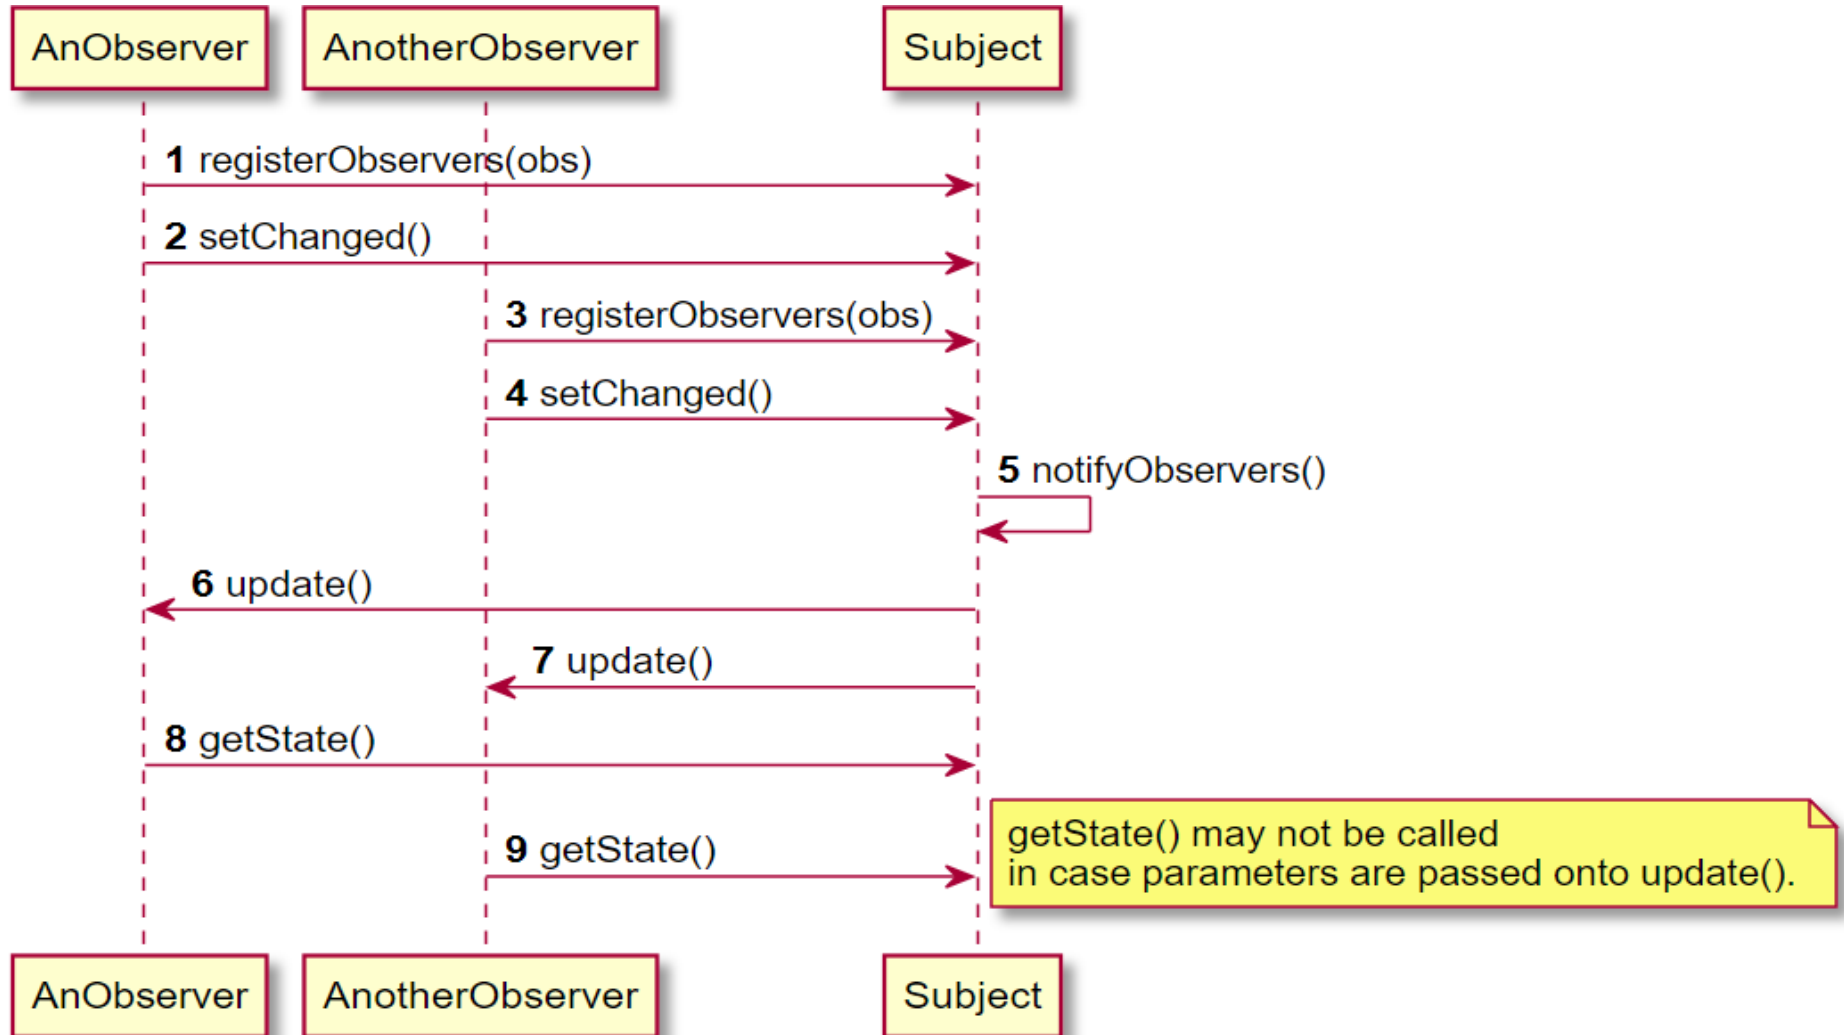 AnObserver AnotherObserver Subject
1 registerObservers(obs)
2 setChanged()
3 registerObservers(obs)
4 setChanged()
5 notifyObservers()
6 update()
7 update()
8 getState()
9 getState()
getState() may not be called
in case parameters are passed onto update().
AnObserver AnotherObserver Subject